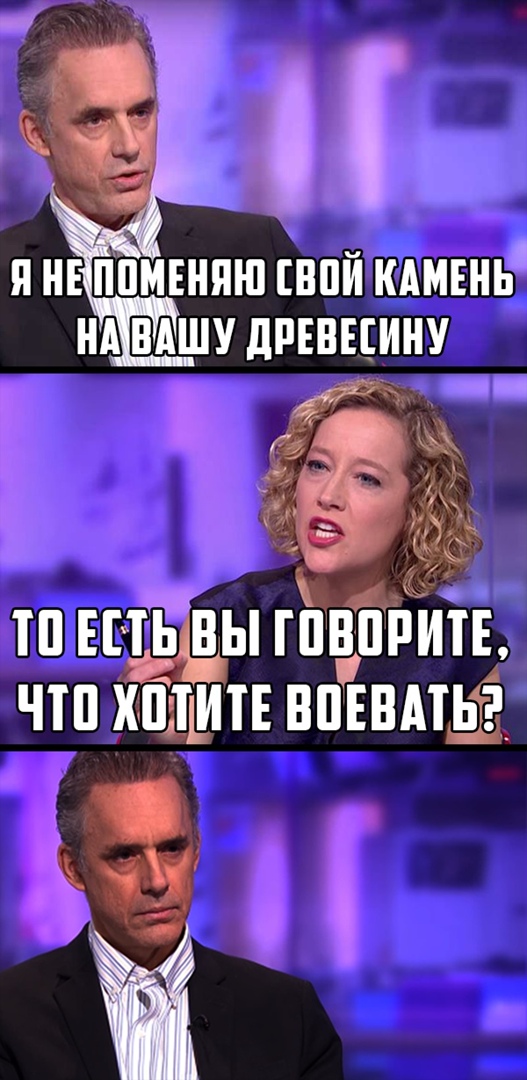 Я НЕ ПОМЕНЯЮ СВОЙ КАМЕНЬ
НА ВАШУ ДРЕВЕСИНУ
ТО ЕСТЬ ВЫ ГОВОРИТЕ,
ЧТО ХОТИТЕ ВОЕВАТЬ?